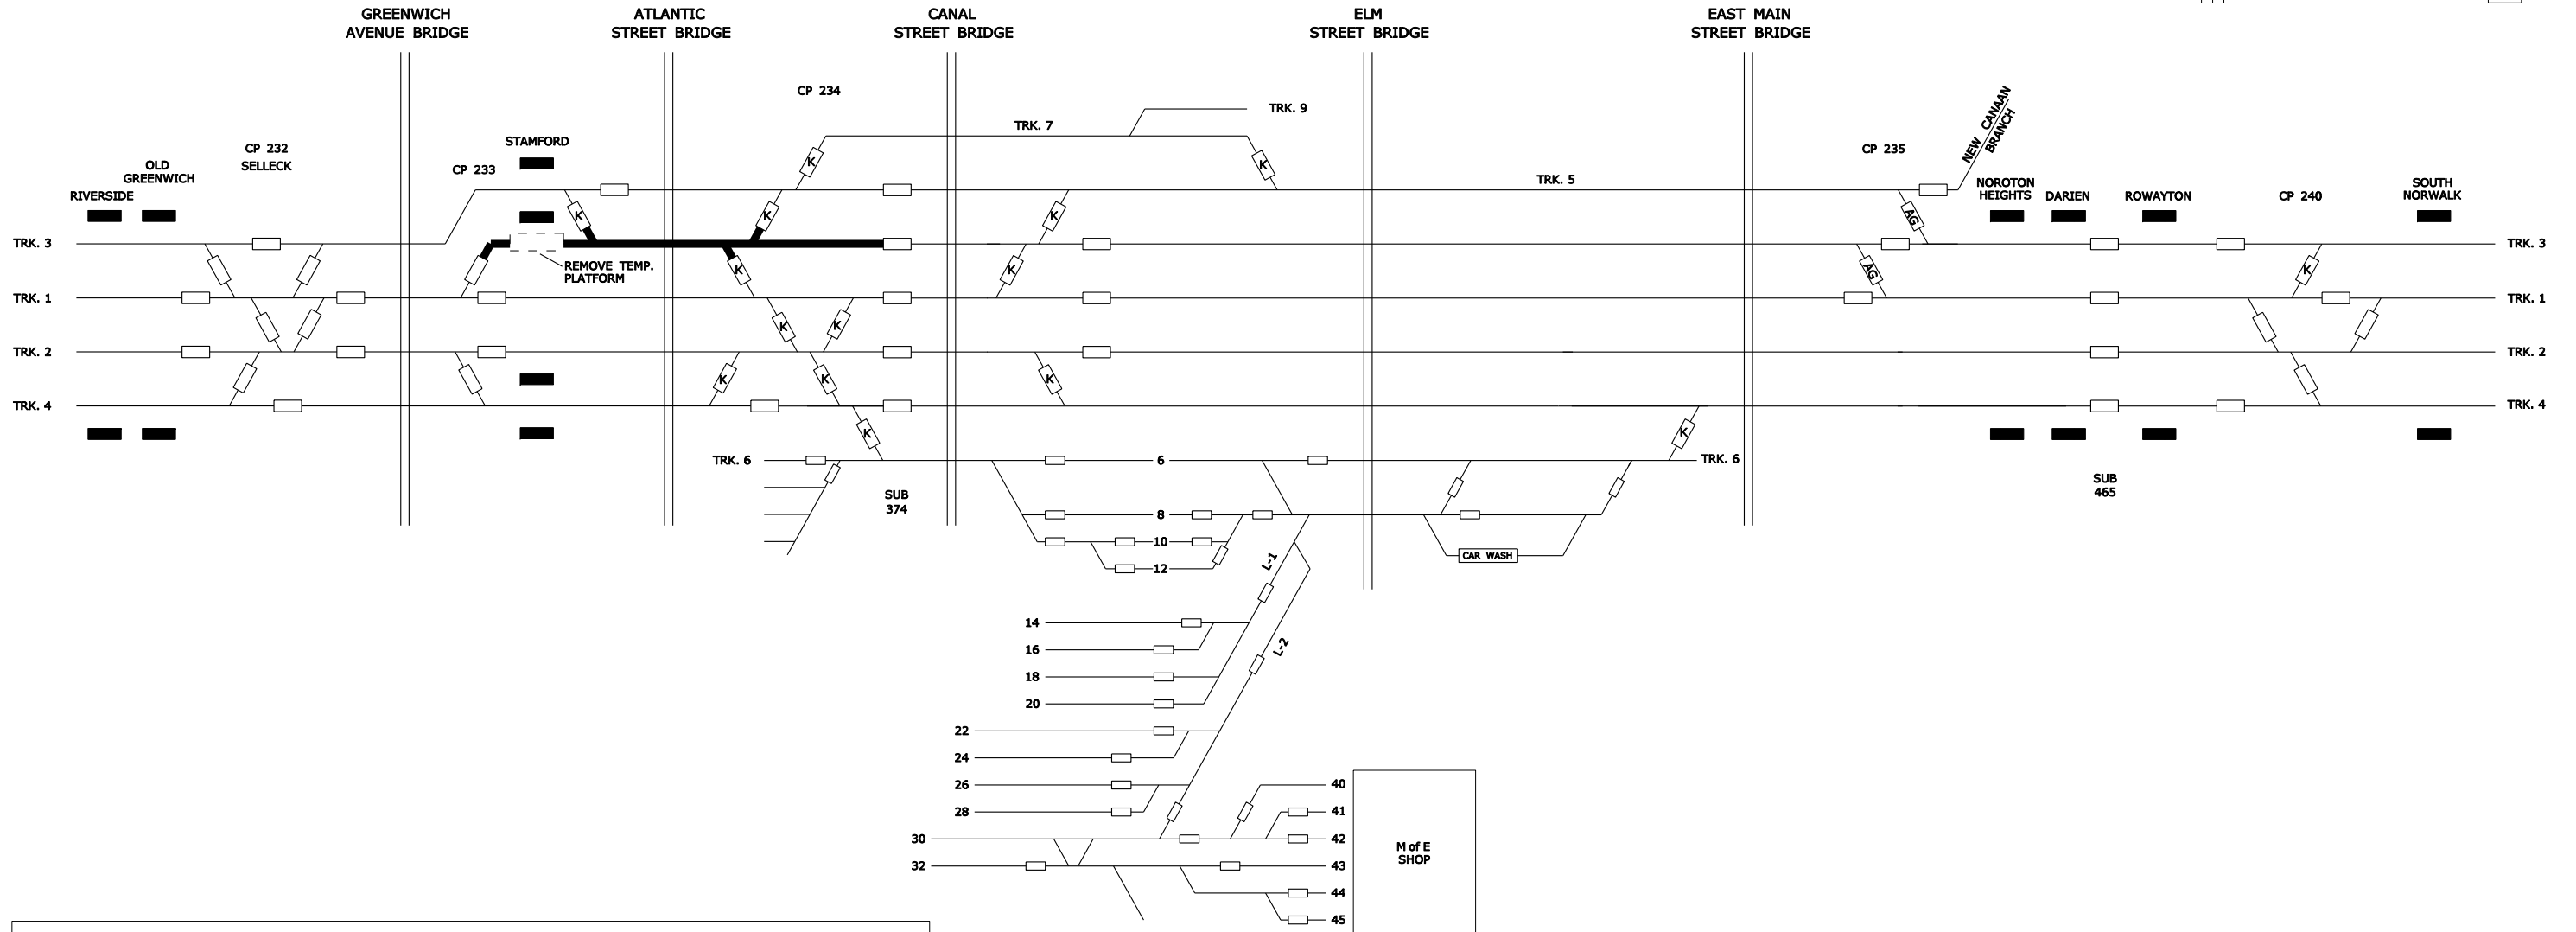 GREENWICH
AVENUE BRIDGE
ATLANTIC
STREET BRIDGE
CANAL
STREET BRIDGE
ELM
STREET BRIDGE
EAST MAIN
STREET BRIDGE
CP 234
TRK. 9
TRK. 7
NEW CANAAN
BRANCH
STAMFORD
CP 232
SELLECK
CP 233
CP 235
OLD
GREENWICH
RIVERSIDE
K
K
TRK. 5
NOROTON
HEIGHTS
DARIEN
ROWAYTON
CP 240
SOUTH
NORWALK
K
K
K
AG
TRK. 3
TRK. 3
REMOVE TEMP.
PLATFORM
K
K
AG
K
TRK. 1
TRK. 1
K
K
TRK. 2
TRK. 2
K
K
K
TRK. 4
TRK. 4
K
K
TRK. 6
6
TRK. 6
SUB
374
SUB
465
8
10
12
CAR WASH
L-1
14
16
L-2
18
20
22
24
26
28
30
32
40
41
42
43
44
45
M of E
SHOP